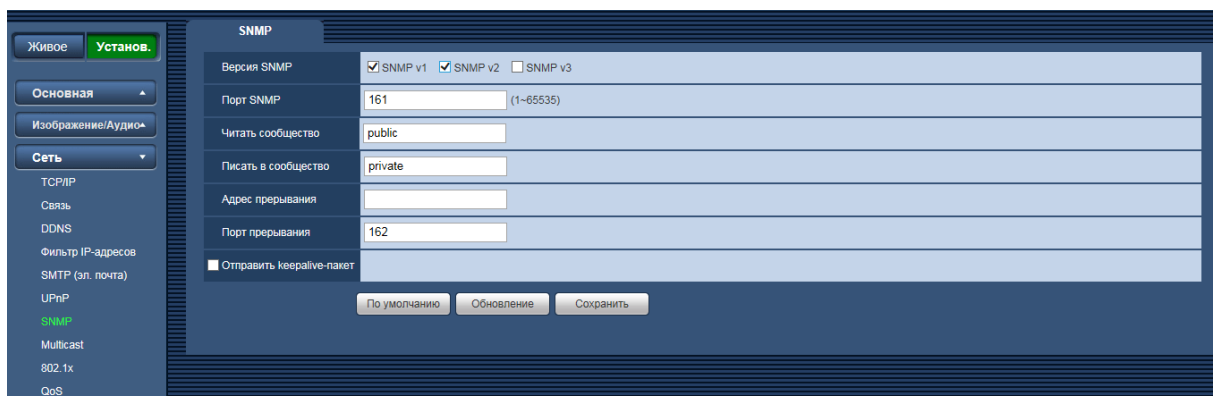 SNMP
Живое Установ.
Версия SNMP SNMP v1 SNMP v2 SNMP v3
Основная
Порт SNMP 161 (1~65535)
Изображение/Аудио
Читать сообщество public
Сеть
Писать в сообщество private
TCP/IP
Адрес прерывания
Связь
DDNS
Порт прерывания 162
Фильтр IP-адресов
Отправить keepalive-пакет
SMTP (эл. почта)
UPnP
По умолчанию Обновление Сохранить
SNMP
Multicast
802.1x
QoS